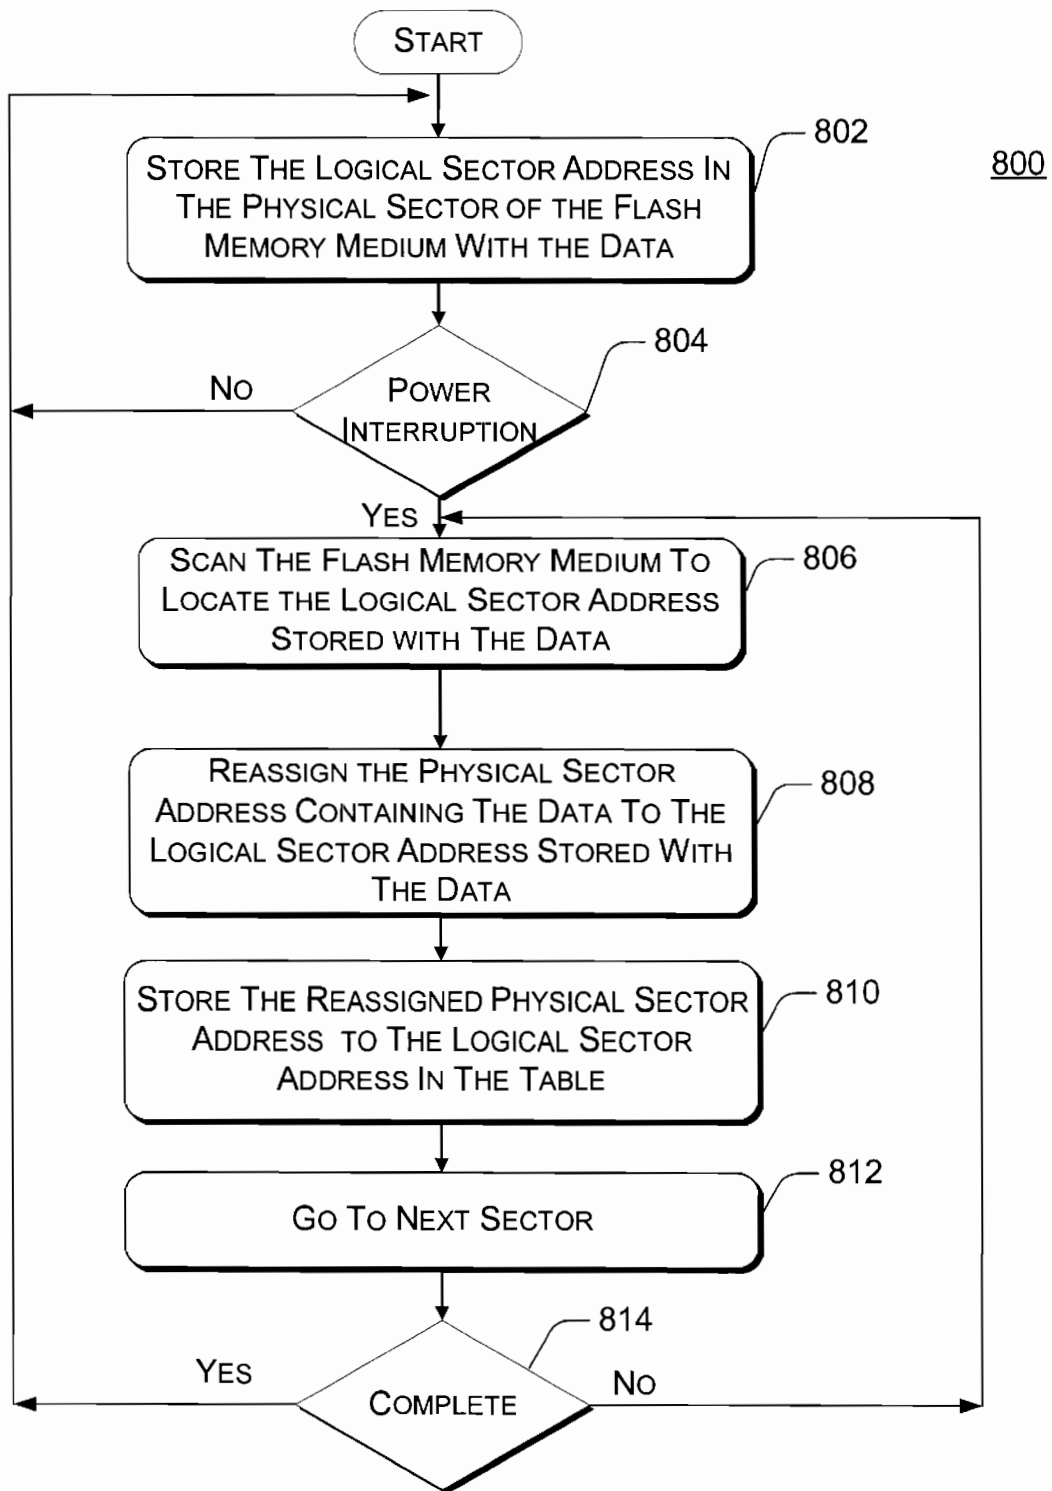 START
802
800
STORE THE LOGICAL SECTOR ADDRESS IN
THE PHYSICAL SECTOR OF THE FLASH
MEMORY MEDIUM WITH THE DATA
804
NO
POWER
INTERRUPTION
YES
806
SCAN THE FLASH MEMORY MEDIUM TO
LOCATE THE LOGICAL SECTOR ADDRESS
STORED WITH THE DATA
808
REASSIGN THE PHYSICAL SECTOR
ADDRESS CONTAINING THE DATA TO THE
LOGICAL SECTOR ADDRESS STORED WITH
THE DATA
810
STORE THE REASSIGNED PHYSICAL SECTOR
ADDRESS TO THE LOGICAL SECTOR
ADDRESS IN THE TABLE
812
GO TO NEXT SECTOR
814
YES
COMPLETE
NO